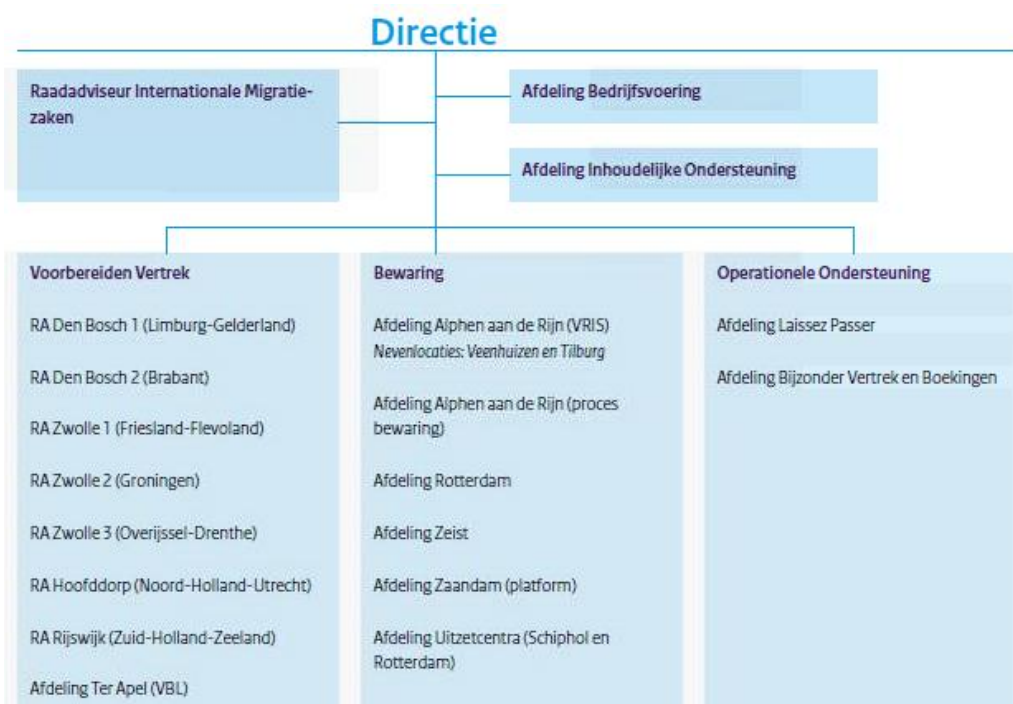 Directie
Raadadviseur Internationale Migratie-
zaken
Afdeling Bedrijfsvoering
Afdeling Inhoudelijke Ondersteuning
Voorbereiden Vertrek
RA Den Bosch 1 (Limburg-Gelderland)
RA Den Bosch 2 (Brabant)
RA Zwolle 1 (Friesland-Flevoland)
RA Zwolle 2 (Groningen)
RA Zwolle 3 (Overijssel-Drenthe)
RA Hoofddorp (Noord-Holland-Utrecht)
RA Rijswijk (Zuid-Holland-Zeeland)
Afdeling Ter Apel (VBL)
Bewaring
Afdeling Alphen aan de Rijn (VRIS)
Nevenlocaties: Veenhuizen en Tilburg
Afdeling Alphen aan de Rijn (proces
bewaring)
Afdeling Rotterdam
Afdeling Zeist
Afdeling Zaandam (platform)
Afdeling Uitzetcentra (Schiphol en
Rotterdam)
Operationele Ondersteuning
Afdeling Laissez Passer
Afdeling Bijzonder Vertrek en Boekingen